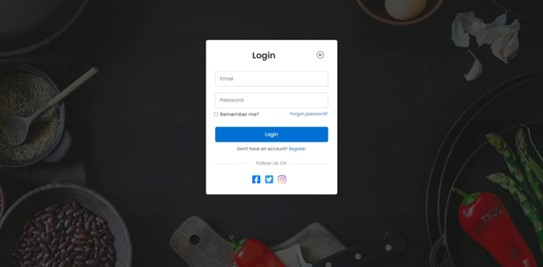 Login
Email
Password
Remember me?
Forgot password?
Login
Don't have an account? Register
Follow Us On